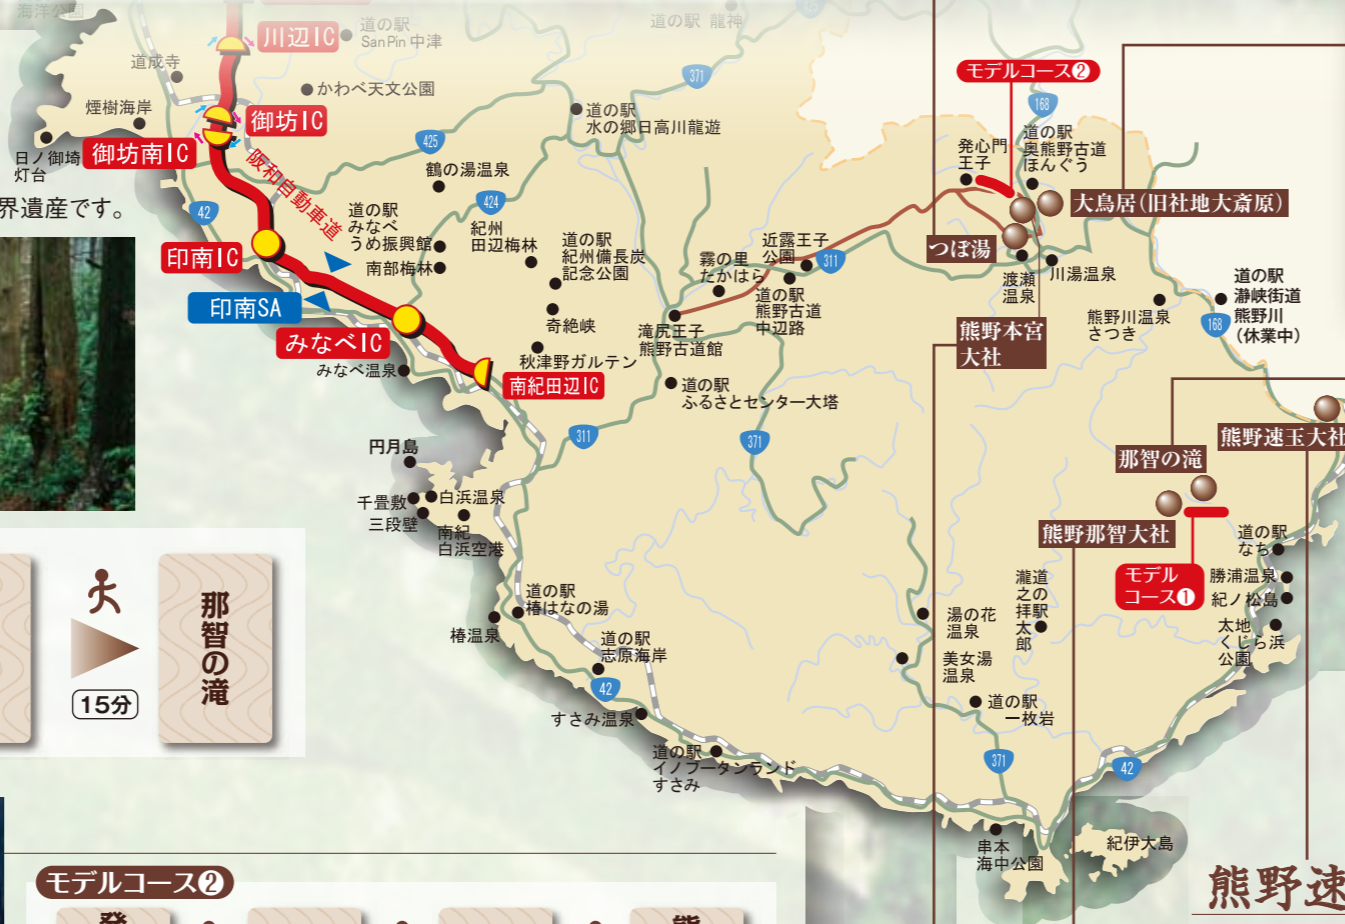 海洋公園
川辺IC
道の駅
SanPin中津
道の駅 龍神
道成寺
かわべ天文公園
371
モデルコース❷
168
煙樹海岸
御坊IC
道の駅
水の郷日高川龍遊
425
日ノ御埼
灯台
御坊南IC
阪和自動車道
鶴の湯温泉
発心門
王子
道の駅
奥熊野古道
ほんぐう
界遺産です。
42
道の駅
みなべ
うめ振興館
424
紀州
田辺梅林
大鳥居(旧社地大斎原)
印南IC
南部梅林
道の駅
紀州備長炭
記念公園
霧の里
たかはら
近露王子
公園
311
つぼ湯
渡瀬
温泉
川湯温泉
道の駅
熊野古道
中辺路
印南SA
奇絶峡
道の駅
瀞峡街道
熊野川
(休業中)
168
熊野川温泉
さつき
みなべIC
滝尻王子
熊野古道館
熊野本宮
大社
みなべ温泉
秋津野ガルテン
南紀田辺IC
道の駅
ふるさとセンター大塔
311
371
円月島
熊野速玉大社
那智の滝
千畳敷
白浜温泉
三段壁
南紀
白浜空港
熊野那智大社
道の駅
なち
モデル
コース❶
勝浦温泉
紀ノ松島
太地
くじら浜
公園
那智の滝
15分
道の駅
椿はなの湯
椿温泉
道の駅
志原海岸
42
湯の花
温泉
道の駅
瀧之拝太郎
美女湯
温泉
道の駅
一枚岩
すさみ温泉
道の駅
イノブータンランド
すさみ
371
42
串本
海中公園
紀伊大島
モデルコース❷
熊野速
発
熊